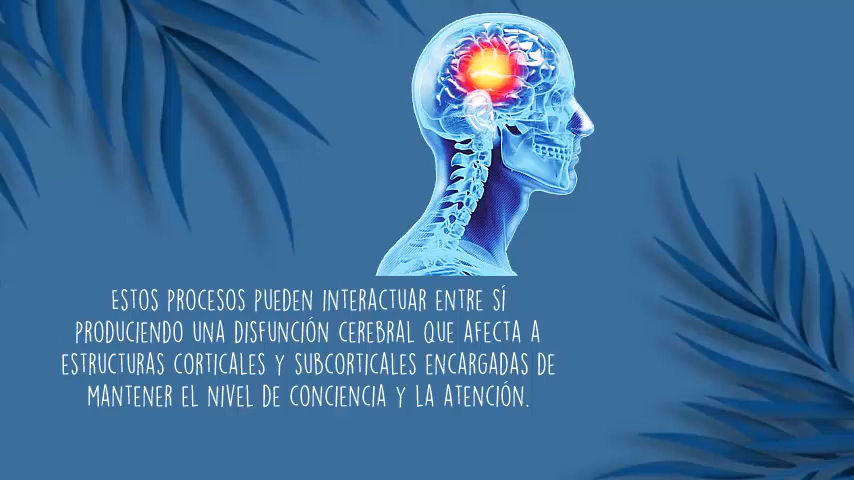 ESTOS PROCESOS PUEDEN INTERACTUAR ENTRE SÍ
PRODUCIENDO UNA DISFUNCIÓN CEREBRAL QUE AFECTA A
ESTRUCTURAS CORTICALES Y SUBCORTICALES ENCARGADAS DE
MANTENER EL NIVEL DE CONCIENCIA Y LA ATENCIÓN.